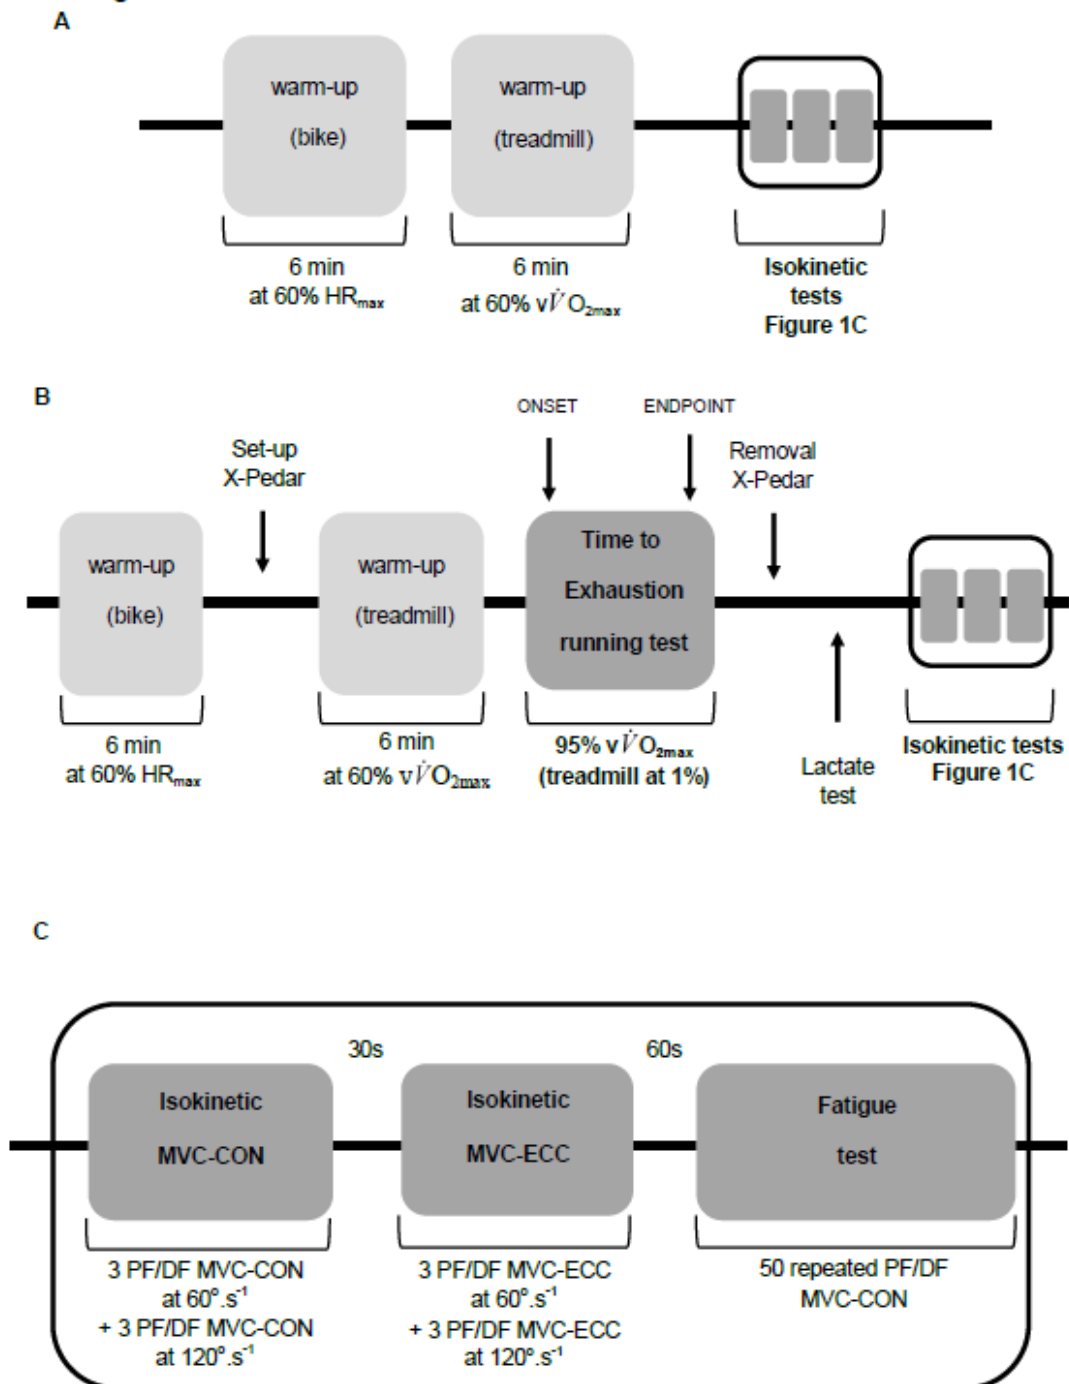 A
warm-up
(bike)
warm-up
(treadmill)
6 min
at 60% HRmax
6 min
at 60% vV̇O2max
Isokinetic
tests
Figure 1C
B
ONSET
ENDPOINT
Set-up
X-Pedar
Removal
X-Pedar
warm-up
(bike)
warm-up
(treadmill)
Time to
Exhaustion
running test
6 min
at 60% HRmax
6 min
at 60% vV̇O2max
95% vV̇O2max
(treadmill at 1%)
Lactate
test
Isokinetic tests
Figure 1C
C
30s
60s
Isokinetic
MVC-CON
Isokinetic
MVC-ECC
Fatigue
test
3 PF/DF MVC-CON
at 60º.s-1
+ 3 PF/DF MVC-CON
at 120º.s-1
3 PF/DF MVC-ECC
at 60º.s-1
+ 3 PF/DF MVC-ECC
at 120º.s-1
50 repeated PF/DF
MVC-CON